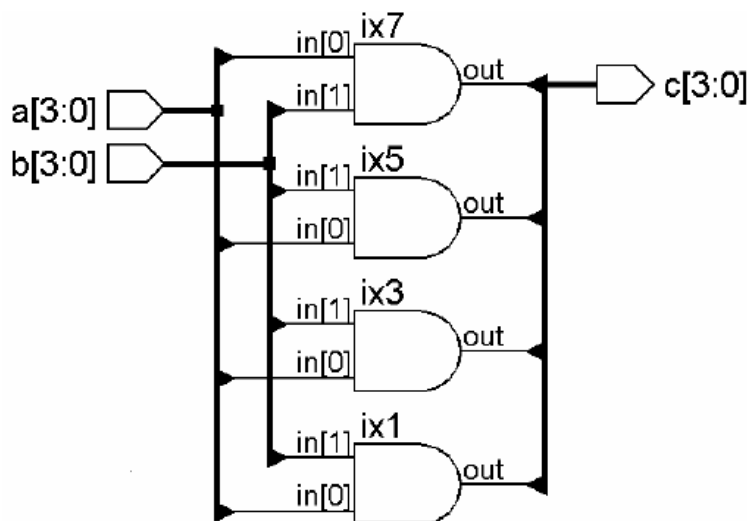 ix7
in[0]
out
in[1]
a[3:0]
c[3:0]
b[3:0]
ix5
in[1]
out
in[0]
ix3
in[1]
out
in[0]
ix1
in[1]
out
in[0]